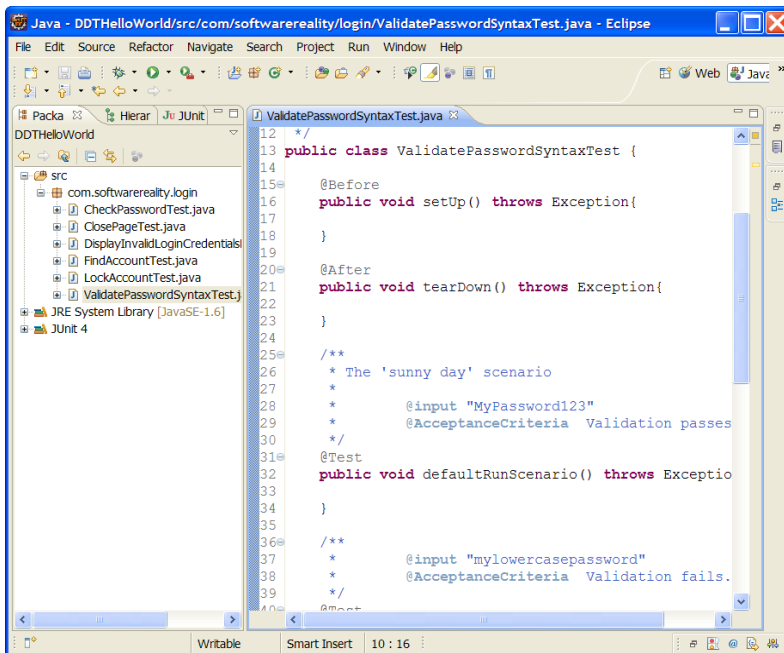 Java - DDTHelloWorld/src/com/softwarereality/login/ValidatePasswordSyntaxTest.java - Eclipse
File Edit Source Refactor Navigate Search Project Run Window Help
Web Java
Packa Hierar JUnit
ValidatePasswordSyntaxTest.java
DDTHelloWorld
src
com.softwarereality.login
CheckPasswordTest.java
ClosePageTest.java
DisplayInvalidLoginCredentials
FindAccountTest.java
LockAccountTest.java
ValidatePasswordSyntaxTest.j
JRE System Library [JavaSE-1.6]
JUnit 4
12 */
13 public class ValidatePasswordSyntaxTest {
14
15 @Before
16 public void setUp() throws Exception{
17
18 }
19
20 @After
21 public void tearDown() throws Exception{
22
23 }
24
25 /**
26 * The 'sunny day' scenario
27 *
28 * @input "MyPassword123"
29 * @AcceptanceCriteria Validation passes
30 */
31 @Test
32 public void defaultRunScenario() throws Exceptio
33
34 }
35
36 /**
37 * @input "mylowercasepassword"
38 * @AcceptanceCriteria Validation fails.
39 */
40 @Test
Writable Smart Insert 10 : 16